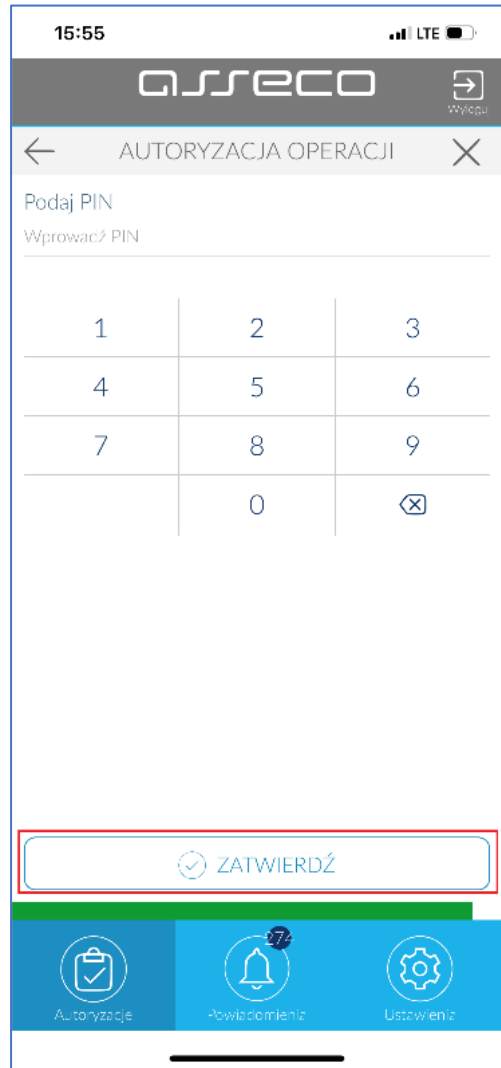 15:55 LTE
asseco
Wyloguj
AUTORYZACJA OPERACJI
Podaj PIN
Wprowadź PIN
1 2 3
4 5 6
7 8 9
0
ZATWIERDŹ
274
Autoryzacje Powiadomienia Ustawienia